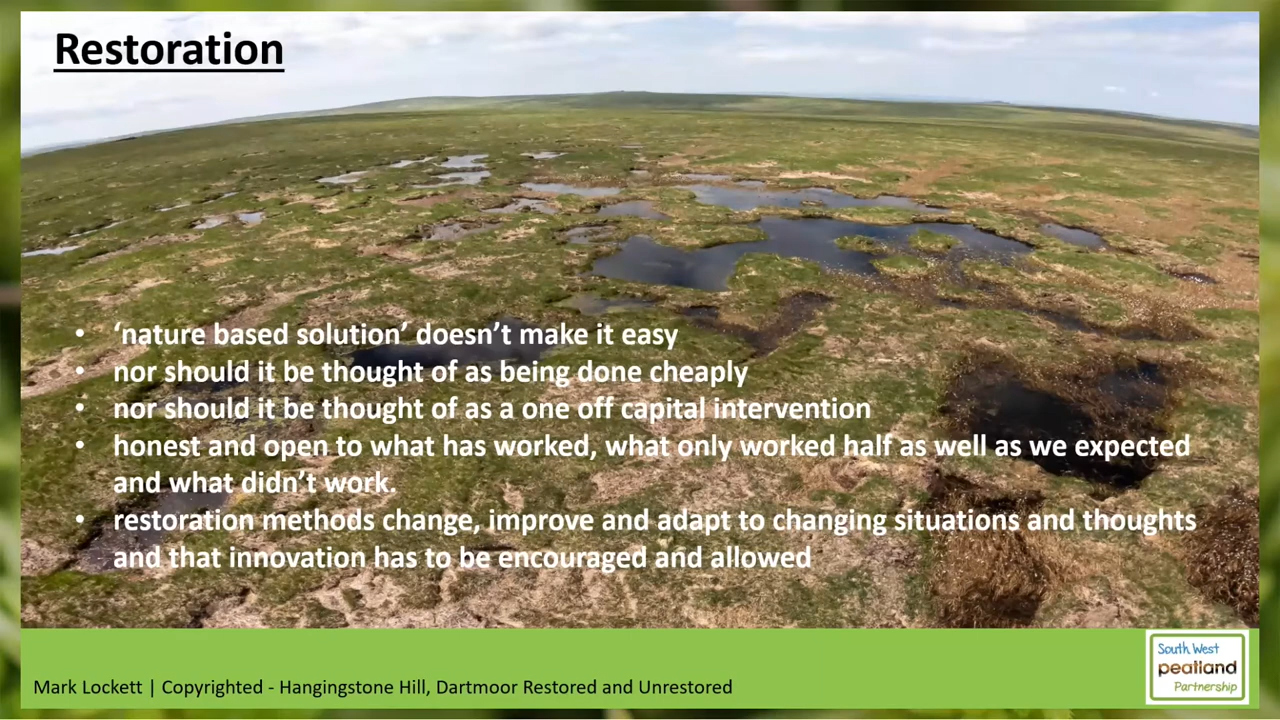 Restoration
• ‘nature based solution’ doesn’t make it easy
• nor should it be thought of as being done cheaply
• nor should it be thought of as a one off capital intervention
• honest and open to what has worked, what only worked half as well as we expected
and what didn’t work.
• restoration methods change, improve and adapt to changing situations and thoughts
and that innovation has to be encouraged and allowed
Mark Lockett | Copyrighted - Hangingstone Hill, Dartmoor Restored and Unrestored
South West
peatland
Partnership